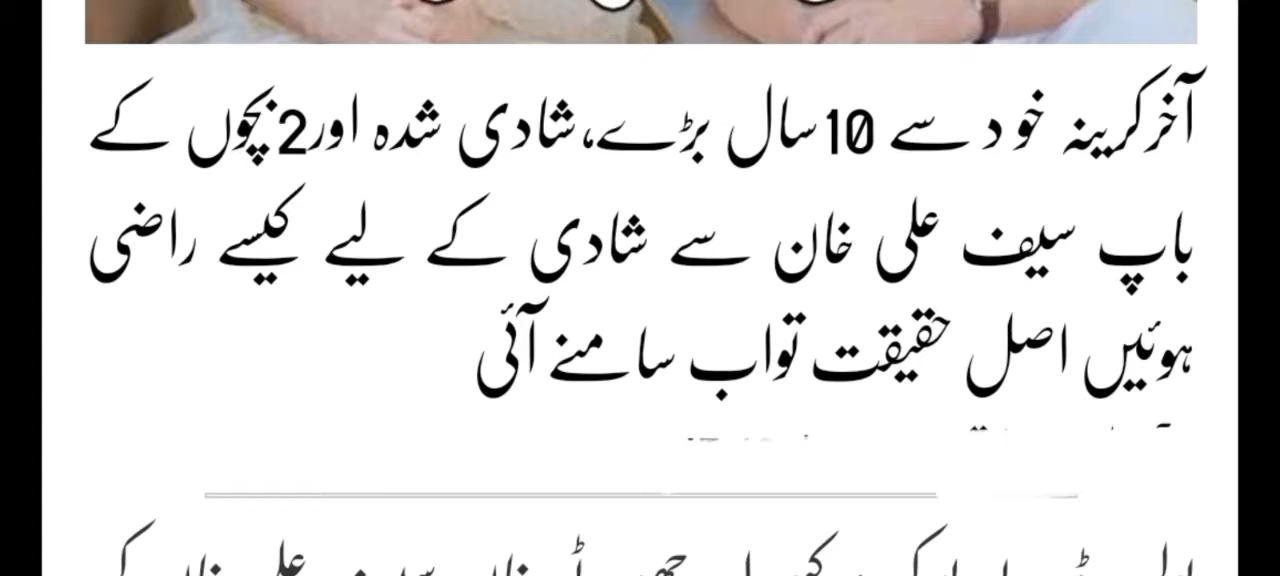 آخر کرینہ خود سے 10 سال بڑے، شادی شدہ اور 2 بچوں کے
باپ سیف علی خان سے شادی کے لیے کیسے راضی
ہوئیں اصل حقیقت تو اب سامنے آئی